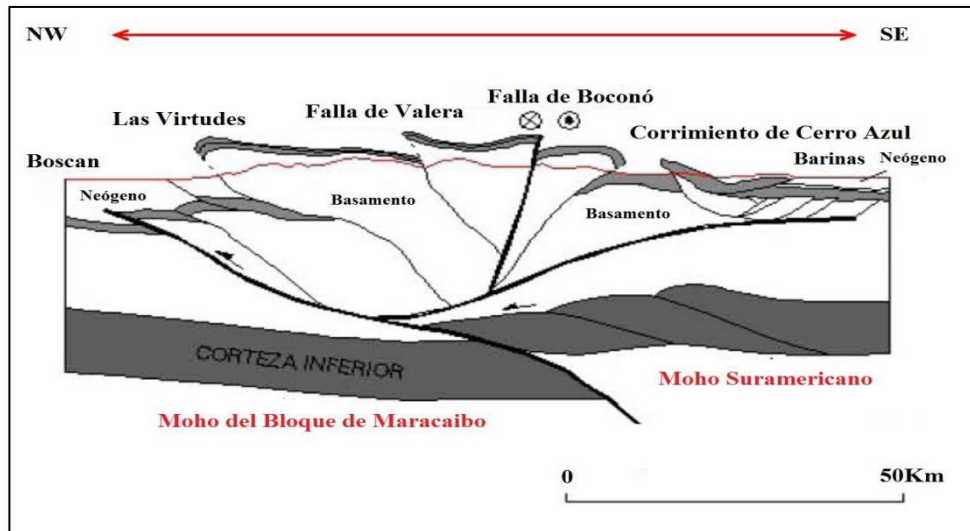 NW
SE
Falla de Boconó
Falla de Valera
Las Virtudes
Corrimiento de Cerro Azul
Boscan
Barinas
Neógeno
Neógeno
Basamento
Basamento
CORTEZA INFERIOR
Moho Suramericano
Moho del Bloque de Maracaibo
0
50Km